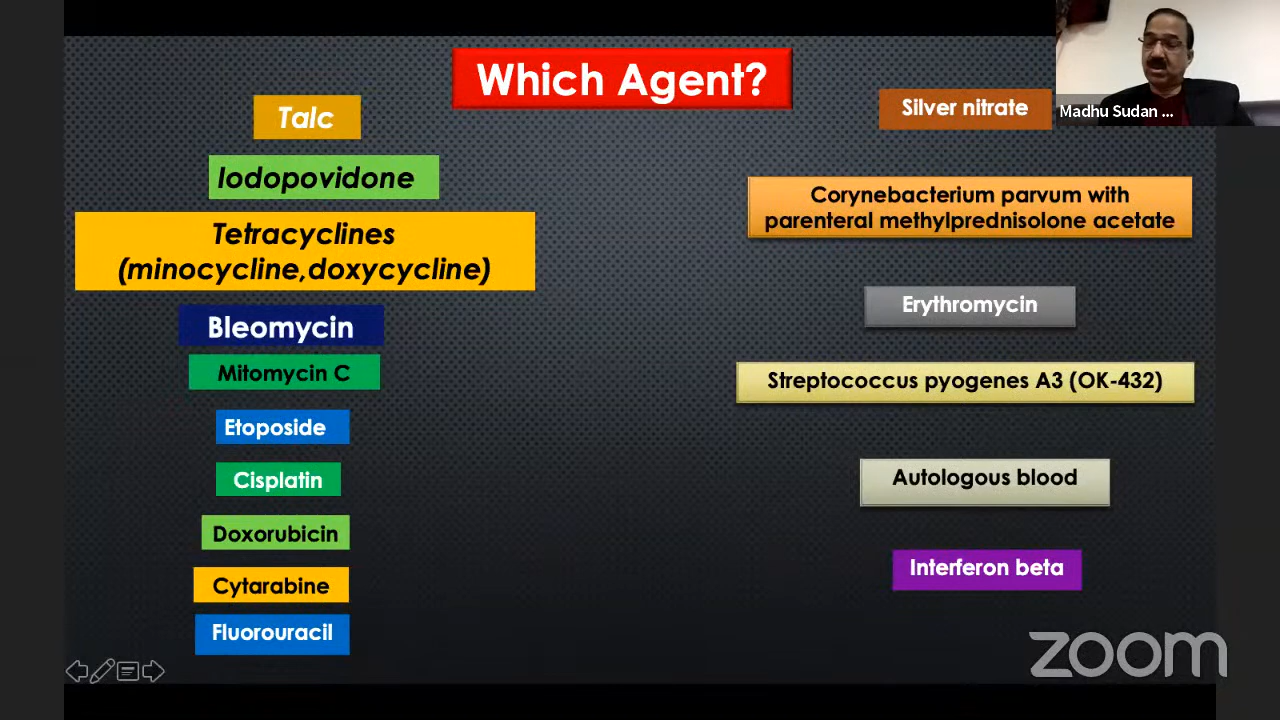 Which Agent?
Talc
Iodopovidone
Tetracyclines
(minocycline,doxycycline)
Bleomycin
Mitomycin C
Etoposide
Cisplatin
Doxorubicin
Cytarabine
Fluorouracil
Silver nitrate
Corynebacterium parvum with
parenteral methylprednisolone acetate
Erythromycin
Streptococcus pyogenes A3 (OK-432)
Autologous blood
Interferon beta
Madhu Sudan ...
zoom